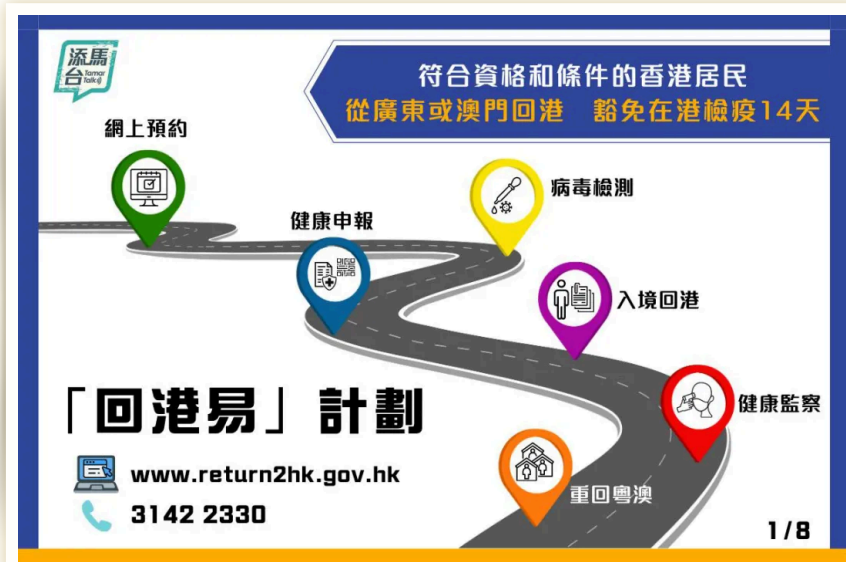 添馬
台 Tamar
Talk
符合資格和條件的香港居民
從廣東或澳門回港 豁免在港檢疫14天
網上預約
病毒檢測
健康申報
入境回港
健康監察
「回港易」計劃
www.return2hk.gov.hk
3142 2330
重回粵澳
1/8